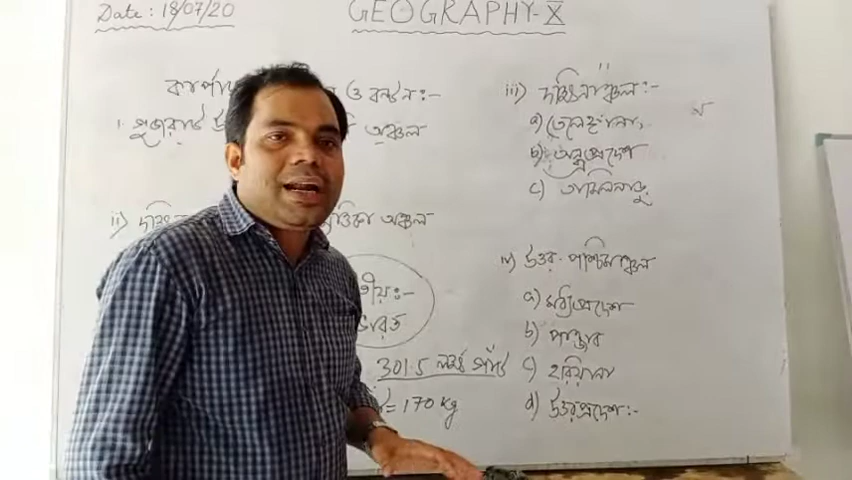 Date: 18/07/20
GEOGRAPHY-X
কার্পা ও বন্টন:-
i. গুজরাট অঞ্চল
ii) মৃত্তিকা অঞ্চল
তীয়:-
ভারত
301.5 লক্ষ গাঁট
= 170 kg
iii) দক্ষিনাঞ্চল:-
a) তেলেঙ্গানা,
b) অন্ধ্রপ্রদেশ
c) তামিলনাড়ু
iv) উত্তর-পশ্চিমাঞ্চল
a) মধ্যপ্রদেশ
b) পাঞ্জাব
c) হরিয়ানা
d) উত্তরপ্রদেশ:-